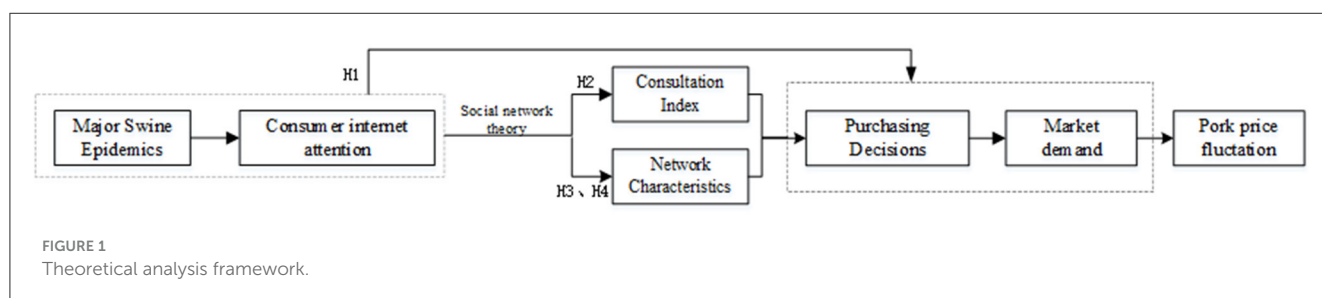 H1
Major Swine
Epidemics
Consumer internet
attention
Social network
theory
H2
Consultation
Index
H3、H4
Network
Characteristics
Purchasing
Decisions
Market
demand
Pork price
fluctation
FIGURE 1
Theoretical analysis framework.